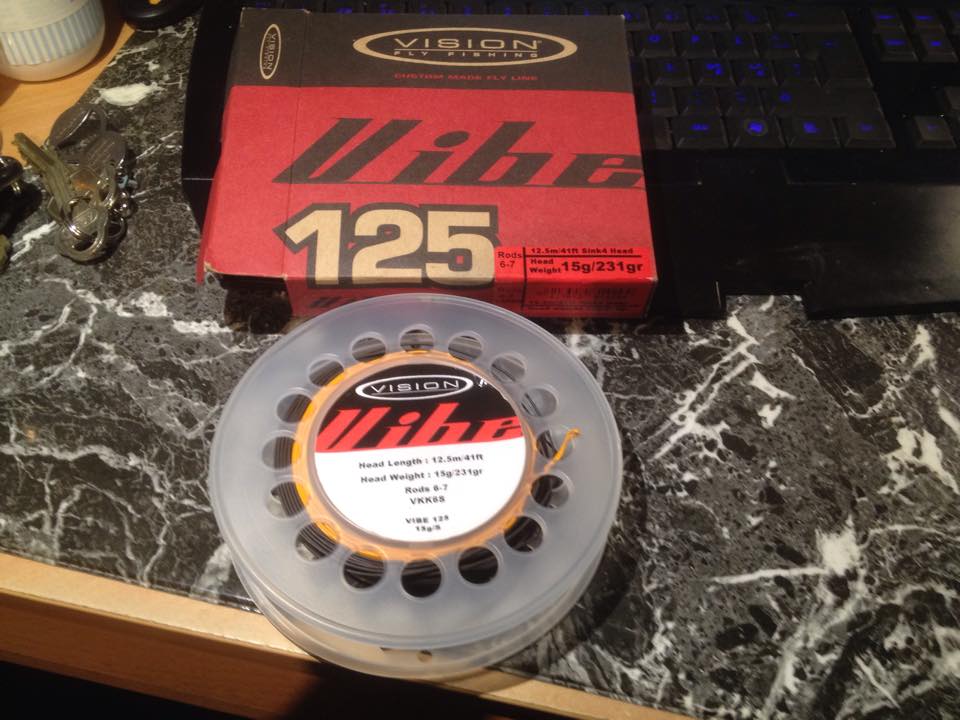 VISION
VISION
FLY FISHING
CUSTOM MADE FLY LINE
Vibe
125
Rods
6-7
12.5m/41ft Sink4 Head
Head
Weight 15g/231gr
VISION
Vibe
Head Length : 12.5m/41ft
Head Weight : 15g/231gr
Rods 6-7
VKK6S
VIBE 125
15g/S